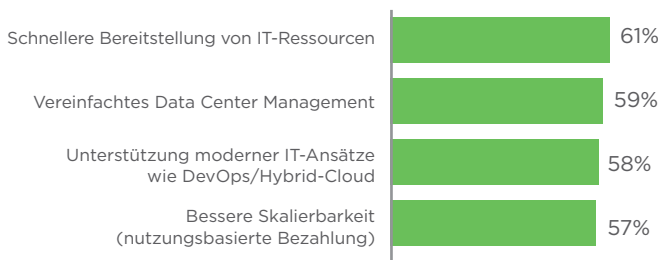 Schnellere Bereitstellung von IT-Ressourcen
61%
Vereinfachtes Data Center Management
59%
Unterstützung moderner IT-Ansätze
wie DevOps/Hybrid-Cloud
58%
Bessere Skalierbarkeit
(nutzungsbasierte Bezahlung)
57%